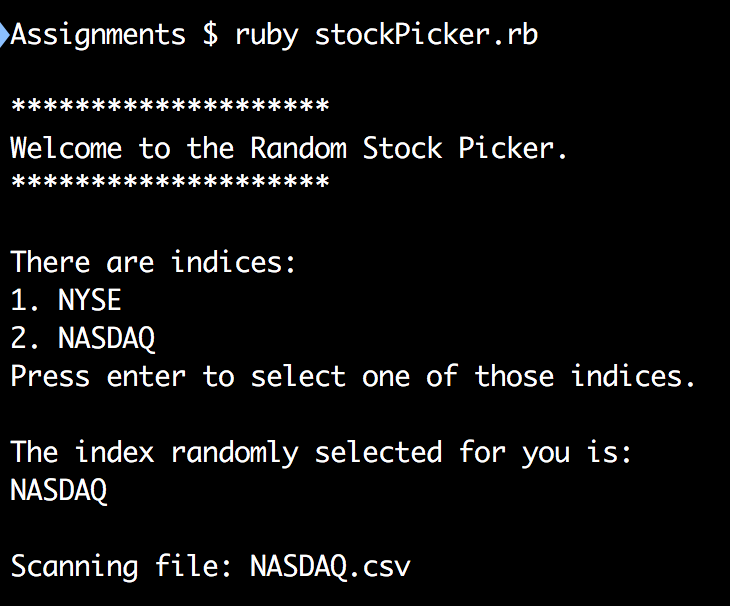 Assignments $ ruby stockPicker.rb
********************
Welcome to the Random Stock Picker.
********************
There are indices:
1. NYSE
2. NASDAQ
Press enter to select one of those indices.
The index randomly selected for you is:
NASDAQ
Scanning file: NASDAQ.csv